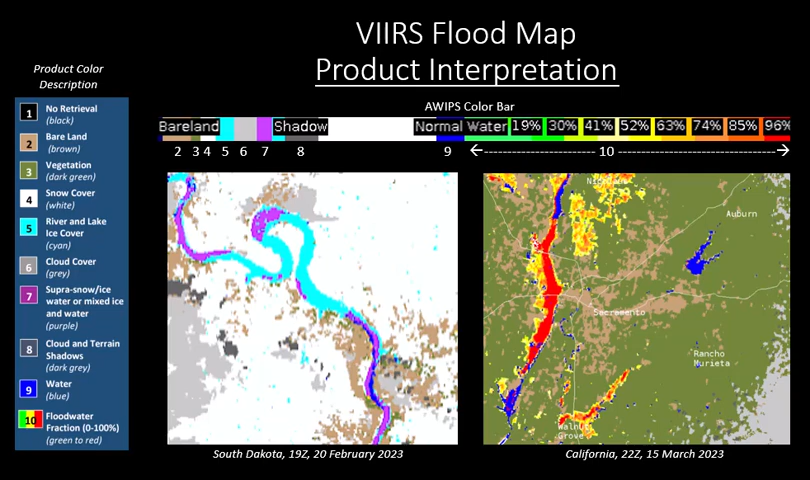 VIIRS Flood Map
Product Interpretation
Product Color
Description
1 No Retrieval
(black)
2 Bare Land
(brown)
3 Vegetation
(dark green)
4 Snow Cover
(white)
5 River and Lake
Ice Cover
(cyan)
6 Cloud Cover
(grey)
7 Supra-snow/ice
water or mixed ice
and water
(purple)
8 Cloud and Terrain
Shadows
(dark grey)
9 Water
(blue)
10 Floodwater
Fraction (0-100%)
(green to red)
AWIPS Color Bar
Bareland Shadow Normal Water 19% 30% 41% 52% 63% 74% 85% 96%
2 3 4 5 6 7 8 9 10
Auburn
Sacramento
Rancho
Murieta
Walnut
Grove
South Dakota, 19Z, 20 February 2023
California, 22Z, 15 March 2023